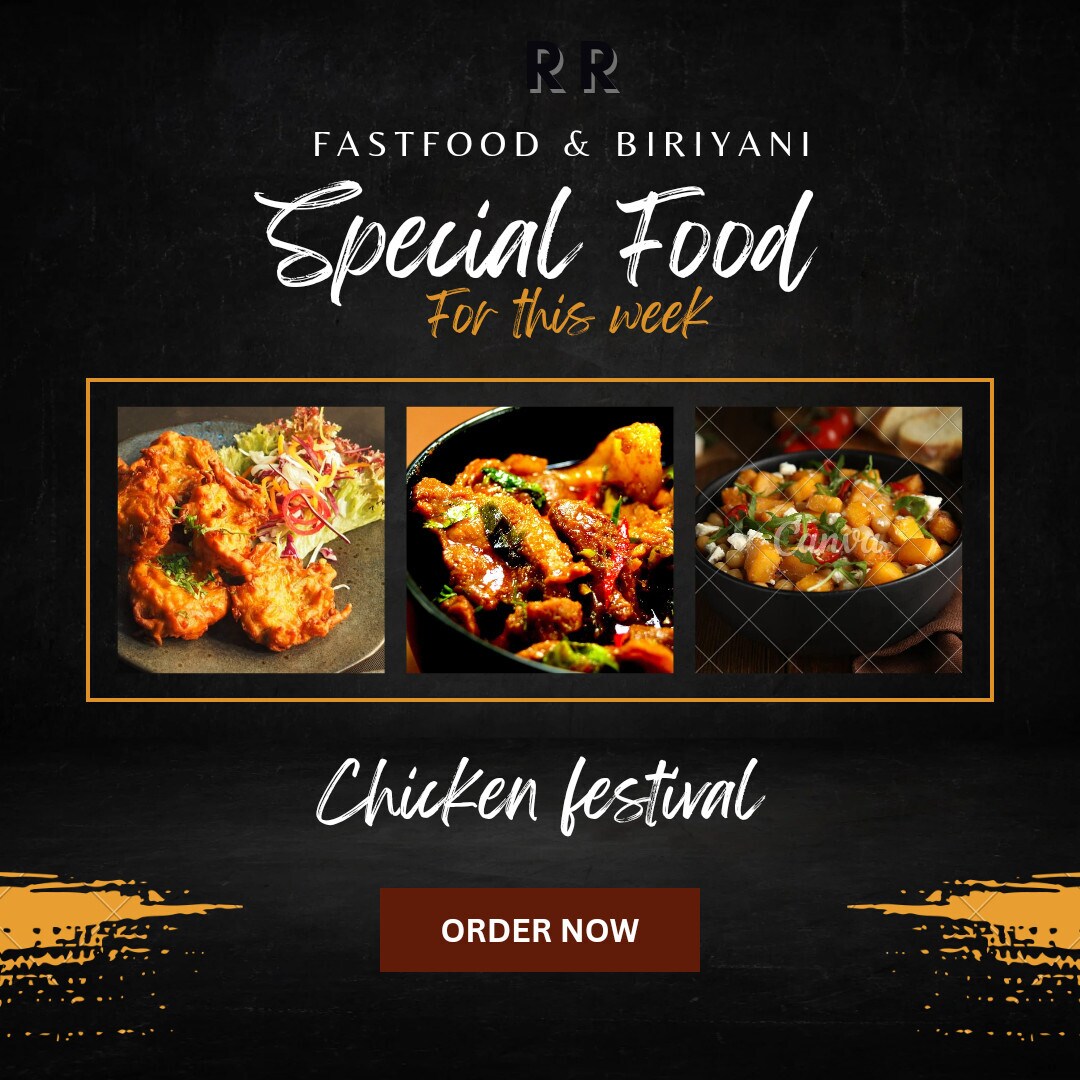 RR
FASTFOOD & BIRIYANI
Special Food
For this week
Canva
Chicken festival
ORDER NOW